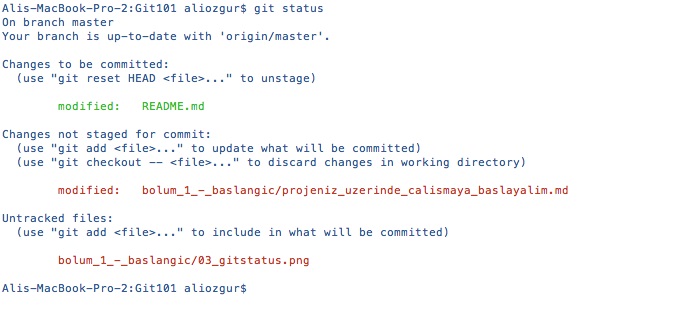 Alis-MacBook-Pro-2:Git101 aliozgur$ git status
On branch master
Your branch is up-to-date with 'origin/master'.
Changes to be committed:
(use "git reset HEAD <file>..." to unstage)
modified: README.md
Changes not staged for commit:
(use "git add <file>..." to update what will be committed)
(use "git checkout -- <file>..." to discard changes in working directory)
modified: bolum_1_-_baslangic/projeniz_uzerinde_calismaya_baslayalim.md
Untracked files:
(use "git add <file>..." to include in what will be committed)
bolum_1_-_baslangic/03_gitstatus.png
Alis-MacBook-Pro-2:Git101 aliozgur$